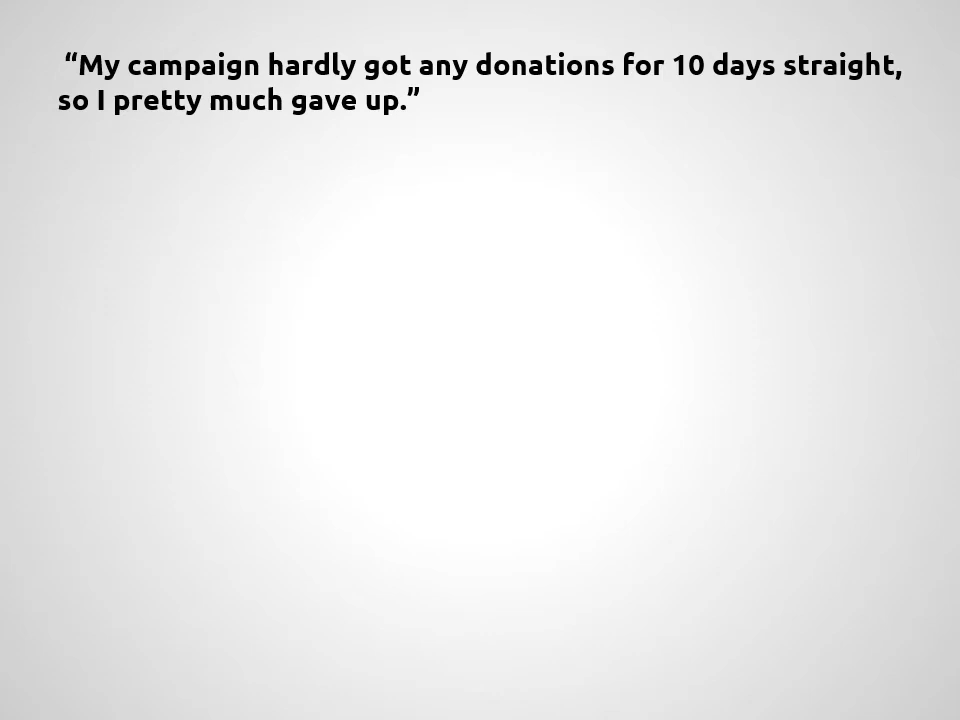 “My campaign hardly got any donations for 10 days straight,
so I pretty much gave up.”